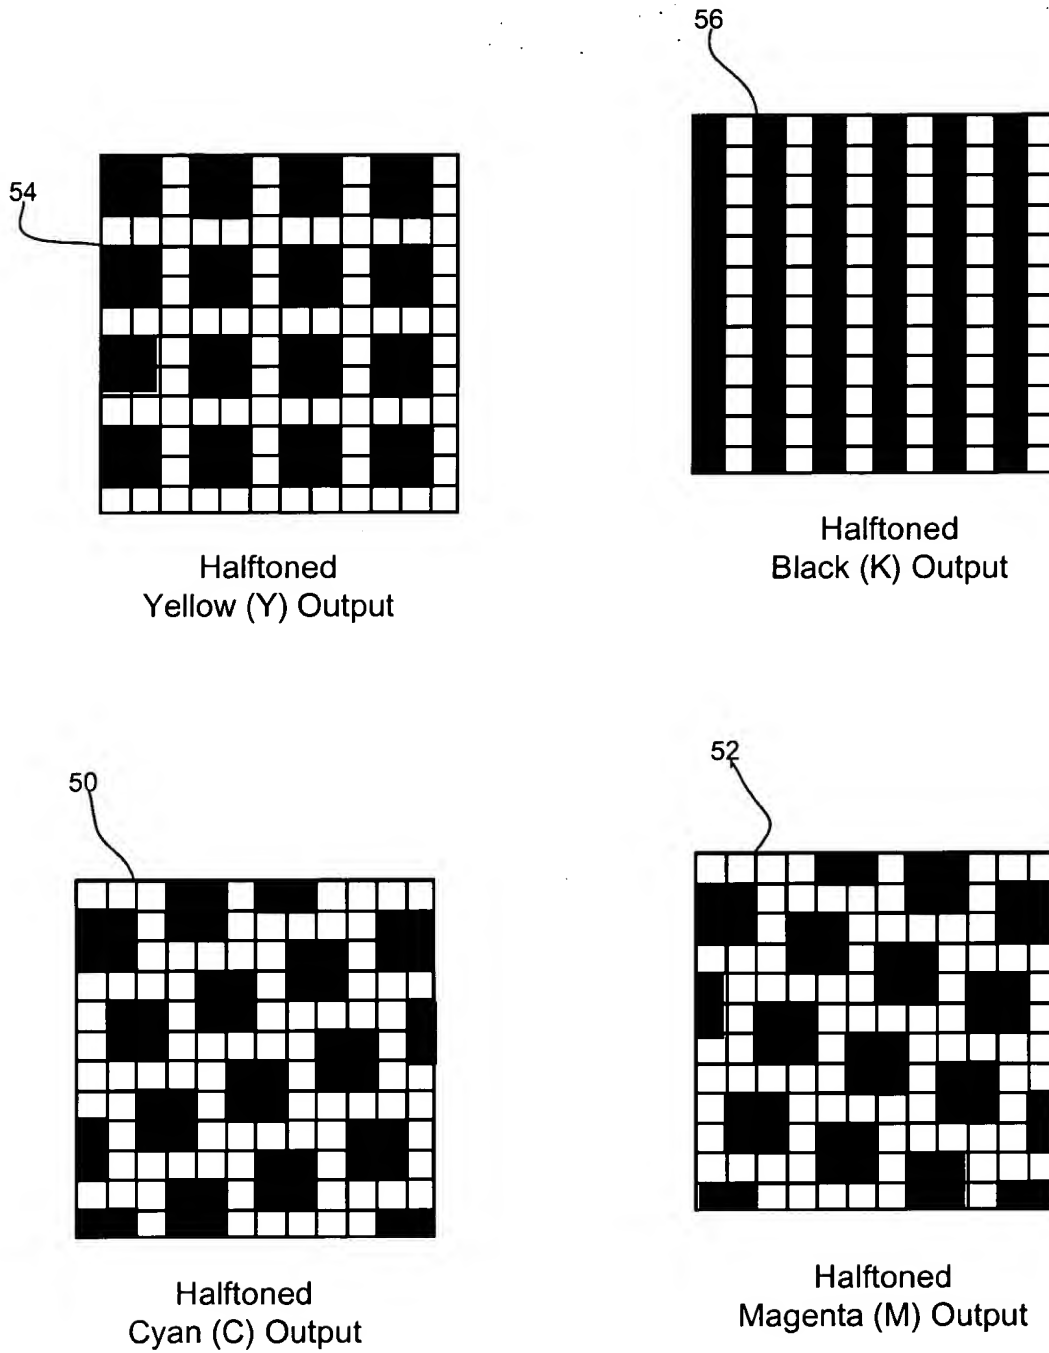 56
54
Halftoned
Yellow (Y) Output
Halftoned
Black (K) Output
50
52
Halftoned
Cyan (C) Output
Halftoned
Magenta (M) Output